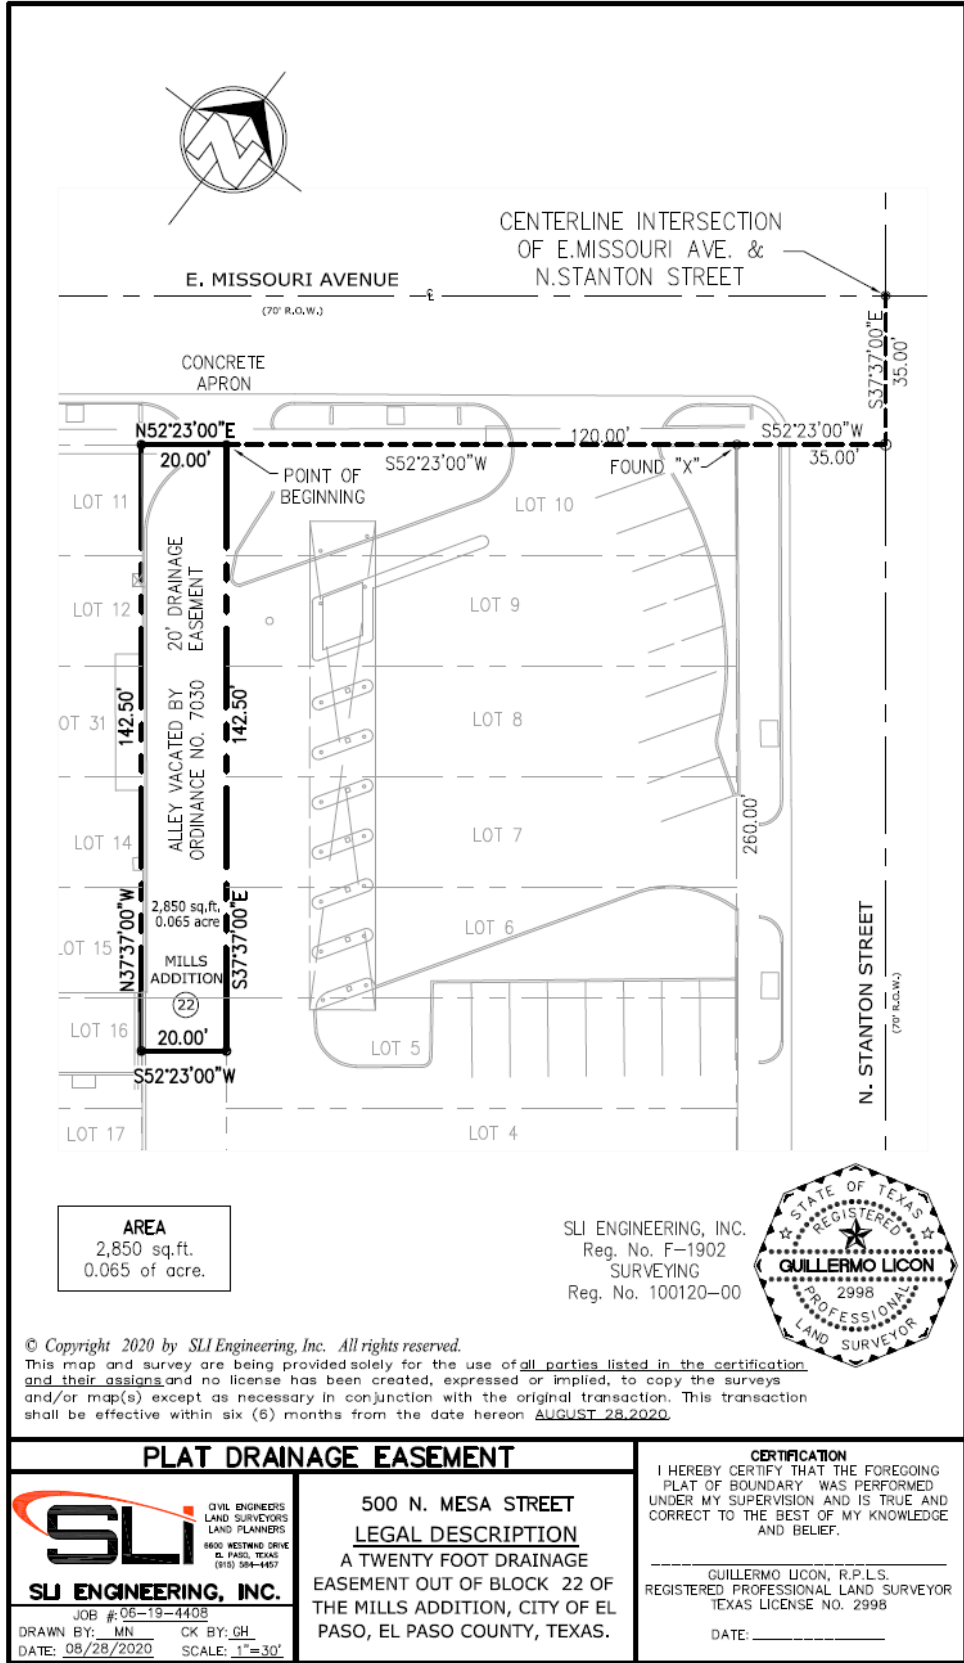 CENTERLINE INTERSECTION
OF E.MISSOURI AVE. &
N.STANTON STREET
E. MISSOURI AVENUE
(70' R.O.W.)
S37°37'00"E
35.00'
CONCRETE
APRON
N52°23'00"E
20.00'
POINT OF
BEGINNING
S52°23'00"W
120.00'
FOUND "X"
S52°23'00"W
35.00'
LOT 11
LOT 10
LOT 12
LOT 9
20' DRAINAGE
EASEMENT
OT 31
LOT 8
142.50'
142.50'
ALLEY VACATED BY
ORDINANCE NO. 7030
LOT 14
LOT 7
260.00'
N37°37'00"W
S37°37'00"E
2,850 sq.ft.
0.065 acre
LOT 15
LOT 6
MILLS
ADDITION
22
LOT 16
20.00'
LOT 5
S52°23'00"W
LOT 17
LOT 4
N. STANTON STREET
(70' R.O.W.)
AREA
2,850 sq.ft.
0.065 of acre.
SLI ENGINEERING, INC.
Reg. No. F-1902
SURVEYING
Reg. No. 100120-00
STATE OF TEXAS
REGISTERED
GUILLERMO LICON
2998
PROFESSIONAL
LAND SURVEYOR
© Copyright 2020 by SLI Engineering, Inc. All rights reserved.
This map and survey are being provided solely for the use of all parties listed in the certification
and their assigns and no license has been created, expressed or implied, to copy the surveys
and/or map(s) except as necessary in conjunction with the original transaction. This transaction
shall be effective within six (6) months from the date hereon AUGUST 28,2020.
PLAT DRAINAGE EASEMENT
SLI
CIVIL ENGINEERS
LAND SURVEYORS
LAND PLANNERS
6600 WESTWIND DRIVE
EL PASO, TEXAS
(915) 584-4457
SLI ENGINEERING, INC.
JOB #: 06-19-4408
DRAWN BY: MN CK BY: GH
DATE: 08/28/2020 SCALE: 1"=30'
500 N. MESA STREET
LEGAL DESCRIPTION
A TWENTY FOOT DRAINAGE
EASEMENT OUT OF BLOCK 22 OF
THE MILLS ADDITION, CITY OF EL
PASO, EL PASO COUNTY, TEXAS.
CERTIFICATION
I HEREBY CERTIFY THAT THE FOREGOING
PLAT OF BOUNDARY WAS PERFORMED
UNDER MY SUPERVISION AND IS TRUE AND
CORRECT TO THE BEST OF MY KNOWLEDGE
AND BELIEF.
GUILLERMO LICON, R.P.L.S.
REGISTERED PROFESSIONAL LAND SURVEYOR
TEXAS LICENSE NO. 2998
DATE: